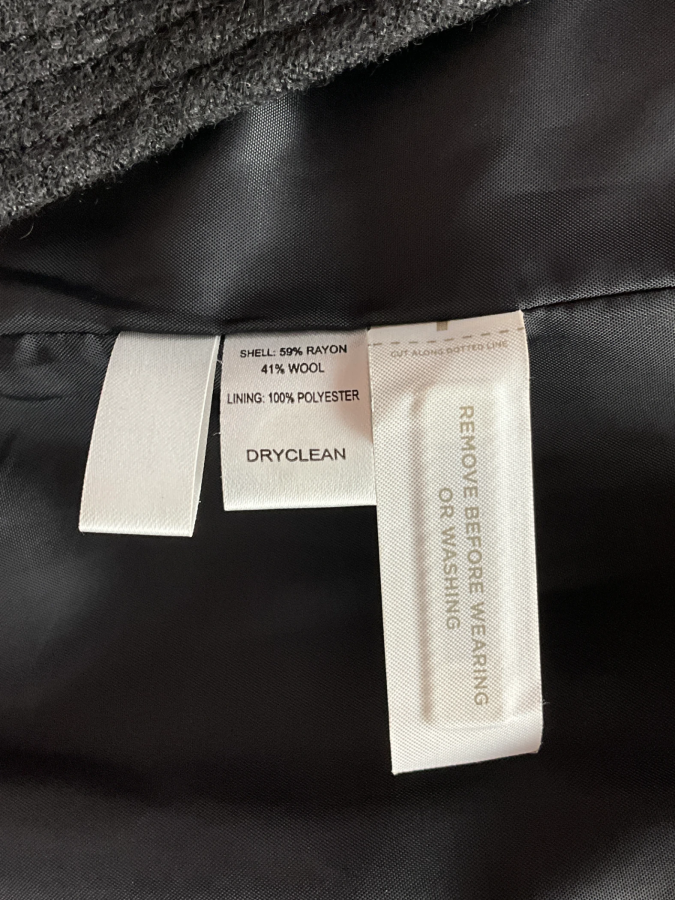 SHELL: 59% RAYON
41% WOOL
LINING: 100% POLYESTER
DRYCLEAN
CUT ALONG DOTTED LINE
REMOVE BEFORE WEARING
OR WASHING